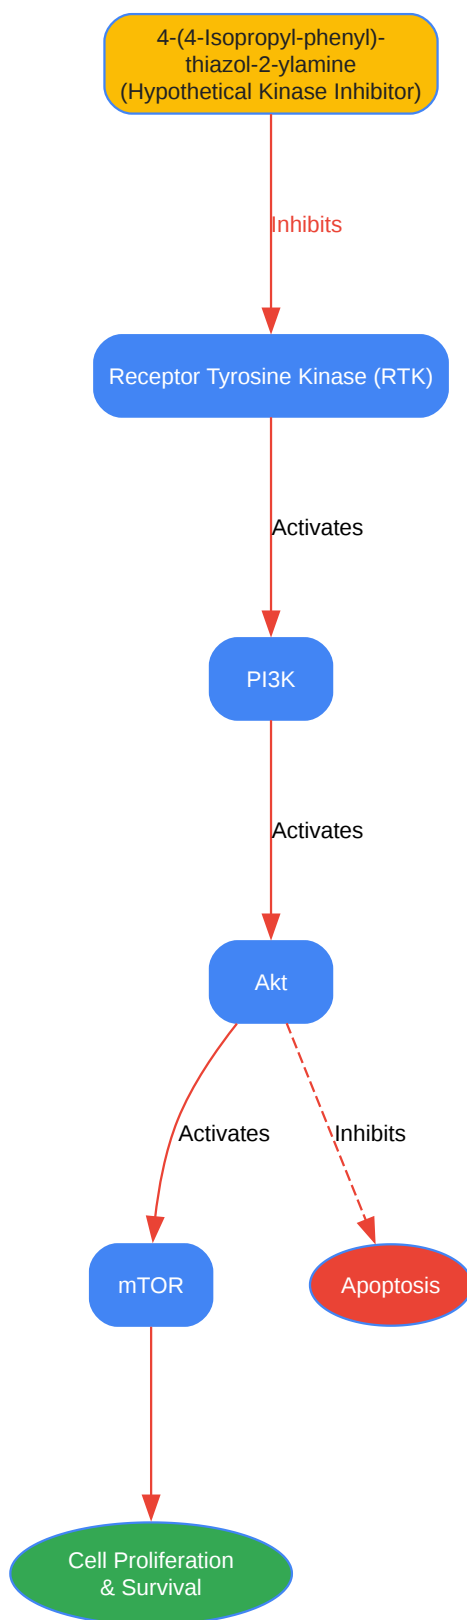 4-(4-Isopropyl-phenyl)-
thiazol-2-ylamine
(Hypothetical Kinase Inhibitor)
Inhibits
Receptor Tyrosine Kinase (RTK)
Activates
PI3K
Activates
Akt
Activates
Inhibits
mTOR
Apoptosis
Cell Proliferation
& Survival